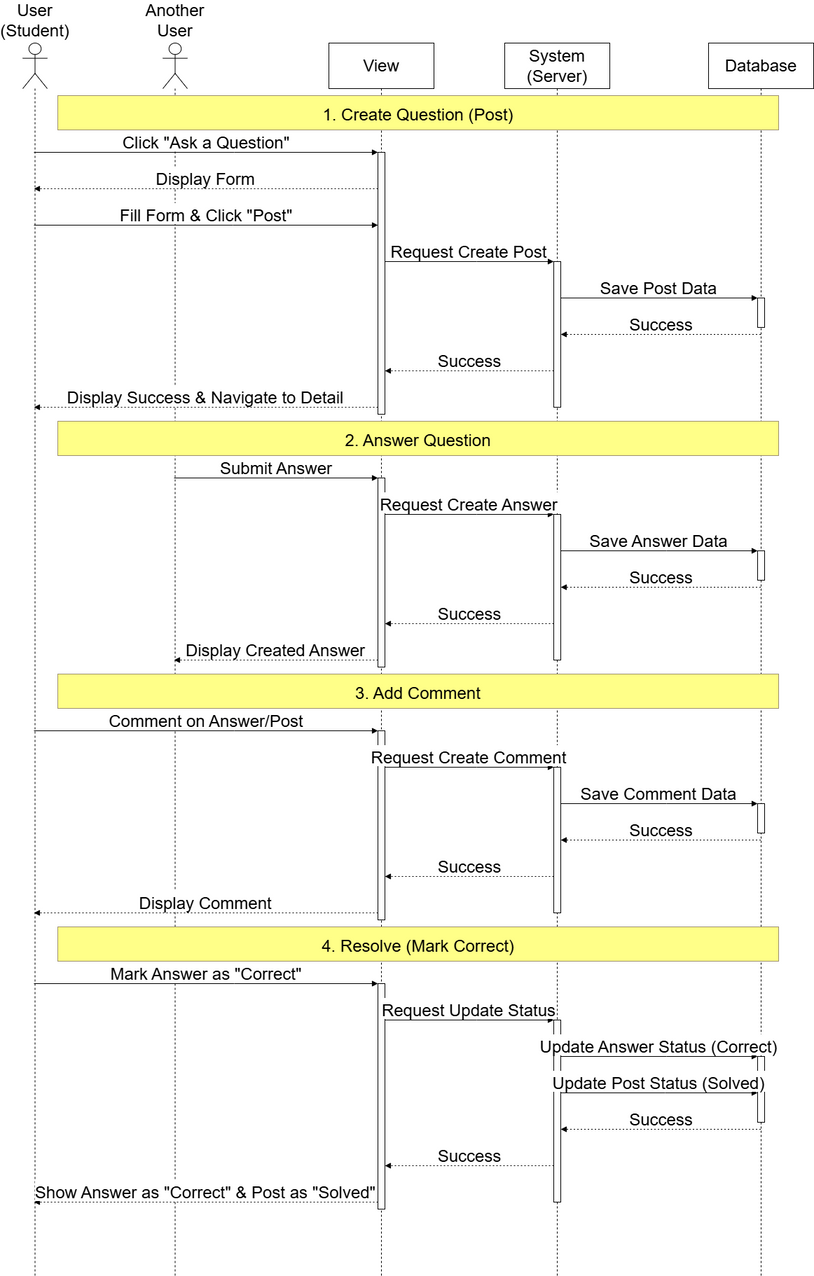 User
(Student)
Another
User
View
System
(Server)
Database
1. Create Question (Post)
Click "Ask a Question"
Display Form
Fill Form & Click "Post"
Request Create Post
Save Post Data
Success
Success
Display Success & Navigate to Detail
2. Answer Question
Submit Answer
Request Create Answer
Save Answer Data
Success
Success
Display Created Answer
3. Add Comment
Comment on Answer/Post
Request Create Comment
Save Comment Data
Success
Success
Display Comment
4. Resolve (Mark Correct)
Mark Answer as "Correct"
Request Update Status
Update Answer Status (Correct)
Update Post Status (Solved)
Success
Success
Show Answer as "Correct" & Post as "Solved"